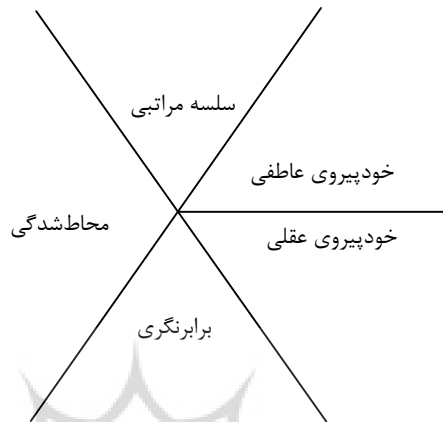 سلسه مراتبی
خودپیروی عاطفی
محاط‌شدگی
خودپیروی عقلی
برابرنگری